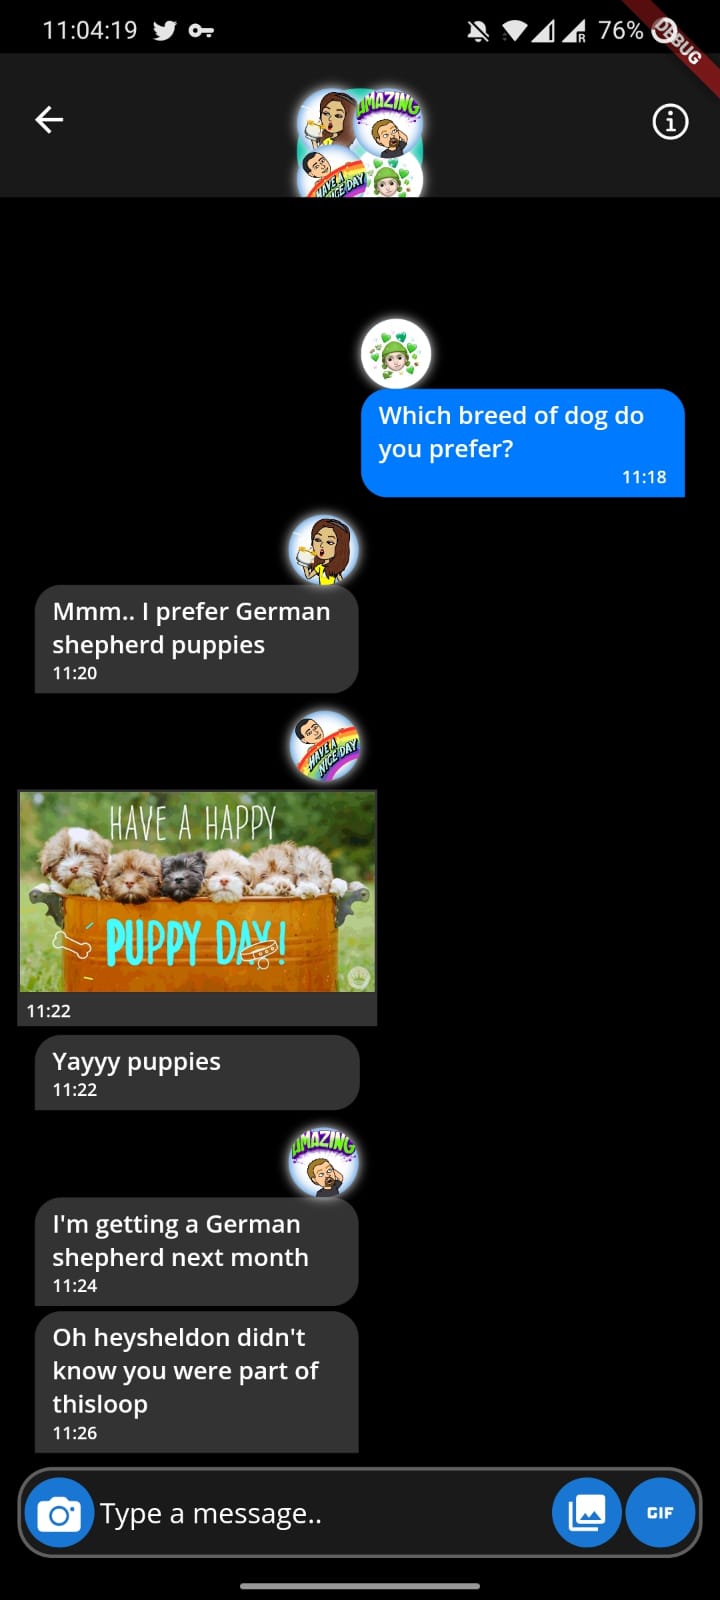 11:04:19
R
76%
DEBUG
AMAZING
HAVE A
NICE DAY
Which breed of dog do
you prefer?
11:18
Mmm.. I prefer German
shepherd puppies
11:20
HAVE A
NICE DAY
HAVE A HAPPY
PUPPY DAY!
11:22
Yayyy puppies
11:22
AMAZING
I'm getting a German
shepherd next month
11:24
Oh heysheldon didn't
know you were part of
thisloop
11:26
Type a message..
GIF